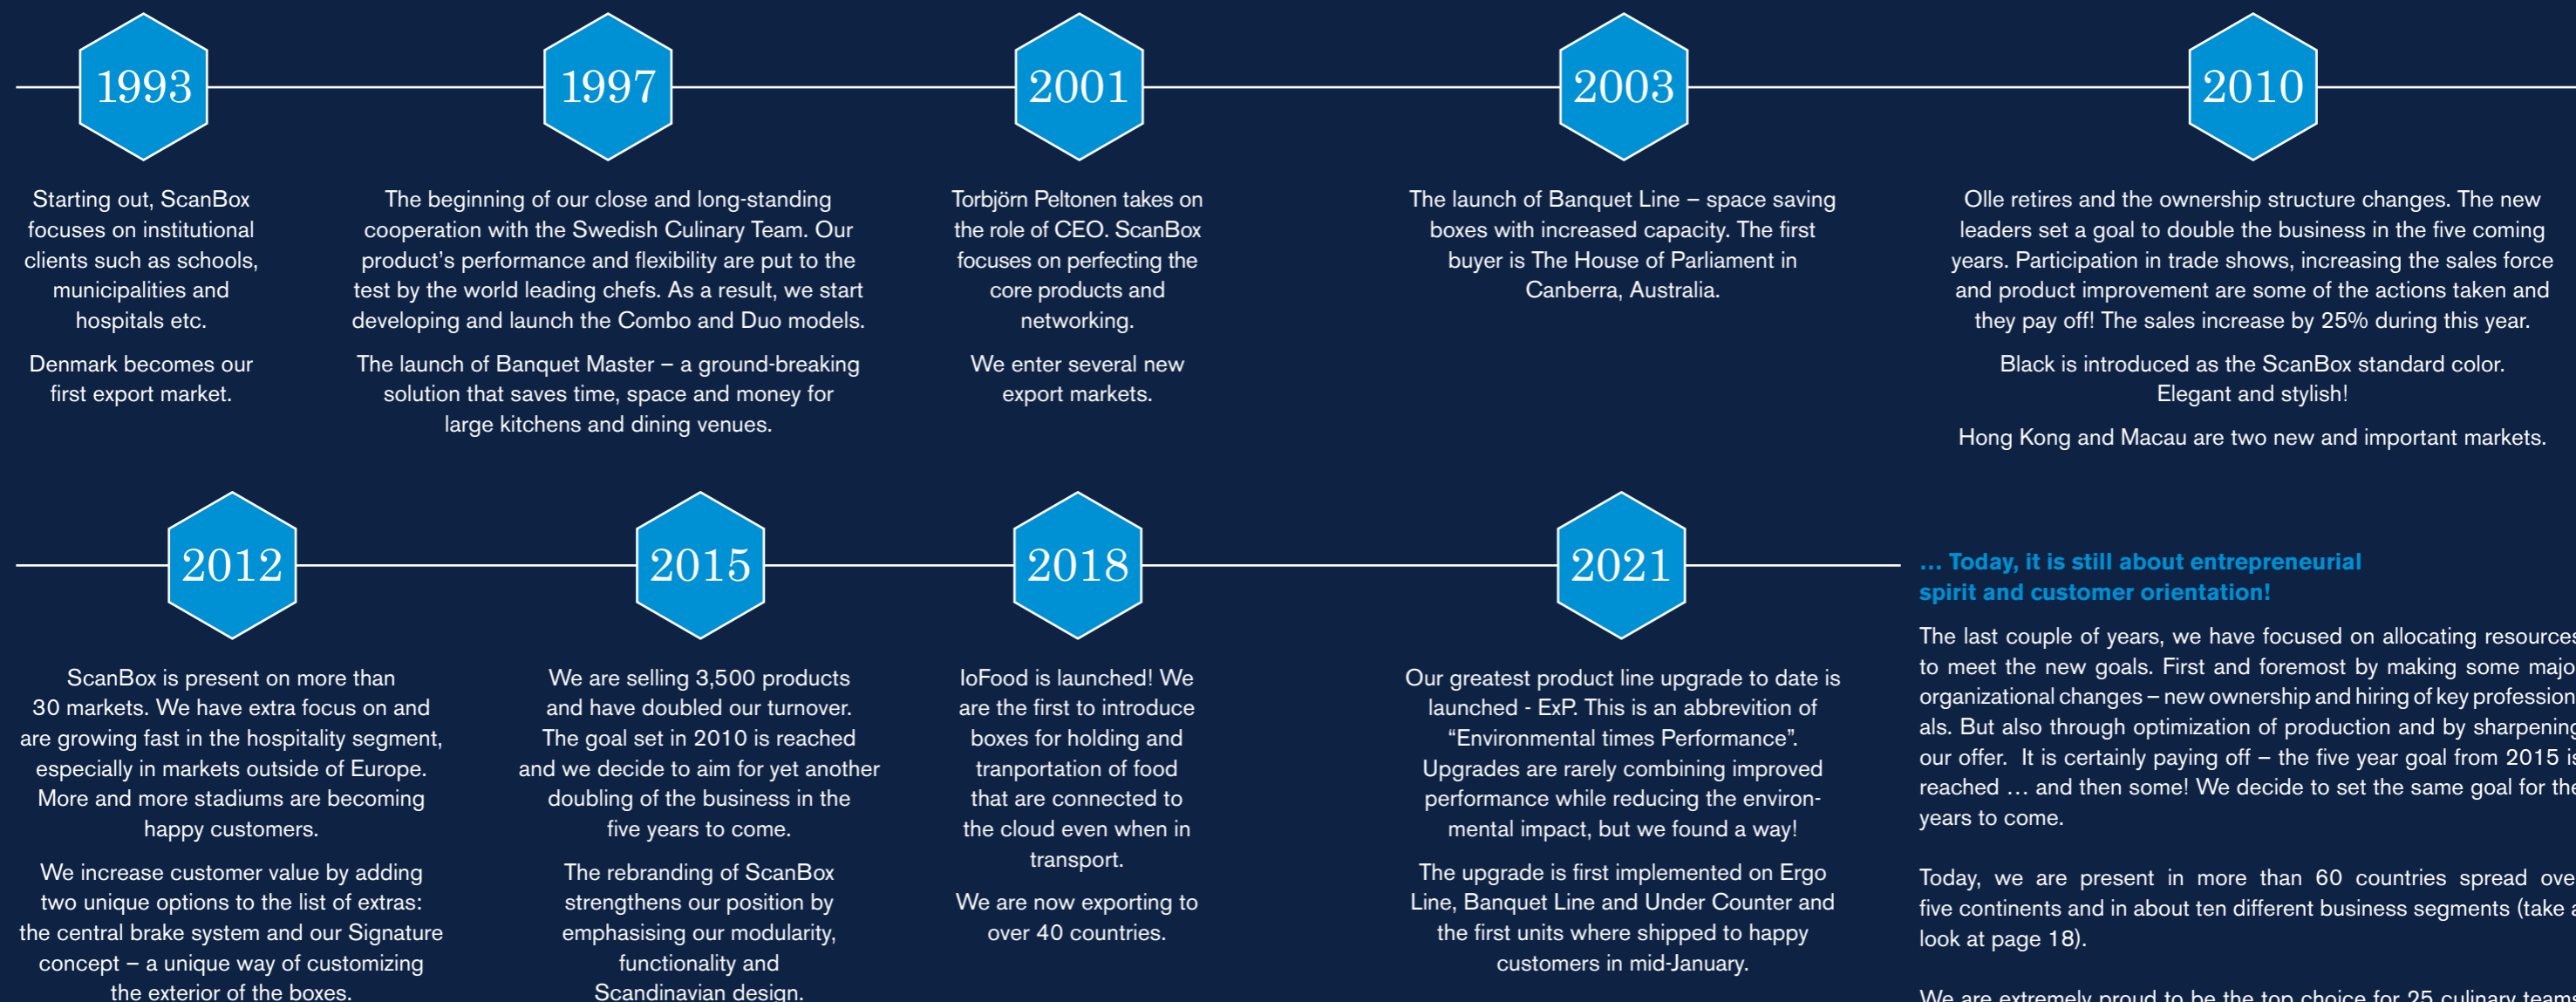 1993
Starting out, ScanBox
focuses on institutional
clients such as schools,
municipalities and
hospitals etc.
Denmark becomes our
first export market.
1997
The beginning of our close and long-standing
cooperation with the Swedish Culinary Team. Our
product's performance and flexibility are put to the
test by the world leading chefs. As a result, we start
developing and launch the Combo and Duo models.
The launch of Banquet Master – a ground-breaking
solution that saves time, space and money for
large kitchens and dining venues.
2001
Torbjörn Peltonen takes on
the role of CEO. ScanBox
focuses on perfecting the
core products and
networking.
We enter several new
export markets.
2003
The launch of Banquet Line – space saving
boxes with increased capacity. The first
buyer is The House of Parliament in
Canberra, Australia.
2010
Olle retires and the ownership structure changes. The new
leaders set a goal to double the business in the five coming
years. Participation in trade shows, increasing the sales force
and product improvement are some of the actions taken and
they pay off! The sales increase by 25% during this year.
Black is introduced as the ScanBox standard color.
Elegant and stylish!
Hong Kong and Macau are two new and important markets.
2012
ScanBox is present on more than
30 markets. We have extra focus on and
are growing fast in the hospitality segment,
especially in markets outside of Europe.
More and more stadiums are becoming
happy customers.
We increase customer value by adding
two unique options to the list of extras:
the central brake system and our Signature
concept – a unique way of customizing
the exterior of the boxes.
2015
We are selling 3,500 products
and have doubled our turnover.
The goal set in 2010 is reached
and we decide to aim for yet another
doubling of the business in the
five years to come.
The rebranding of ScanBox
strengthens our position by
emphasising our modularity,
functionality and
Scandinavian design.
2018
IoFood is launched! We
are the first to introduce
boxes for holding and
tranportation of food
that are connected to
the cloud even when in
transport.
We are now exporting to
over 40 countries.
2021
Our greatest product line upgrade to date is
launched - ExP. This is an abbrevition of
“Environmental times Performance”.
Upgrades are rarely combining improved
performance while reducing the environ-
mental impact, but we found a way!
The upgrade is first implemented on Ergo
Line, Banquet Line and Under Counter and
the first units where shipped to happy
customers in mid-January.
… Today, it is still about entrepreneurial
spirit and customer orientation!
The last couple of years, we have focused on allocating resources
to meet the new goals. First and foremost by making some major
organizational changes – new ownership and hiring of key profession-
als. But also through optimization of production and by sharpening
our offer. It is certainly paying off – the five year goal from 2015 is
reached … and then some! We decide to set the same goal for the
years to come.
Today, we are present in more than 60 countries spread over
five continents and in about ten different business segments (take a
look at page 18).
We are extremely proud to be the top choice for 25 culinary teams